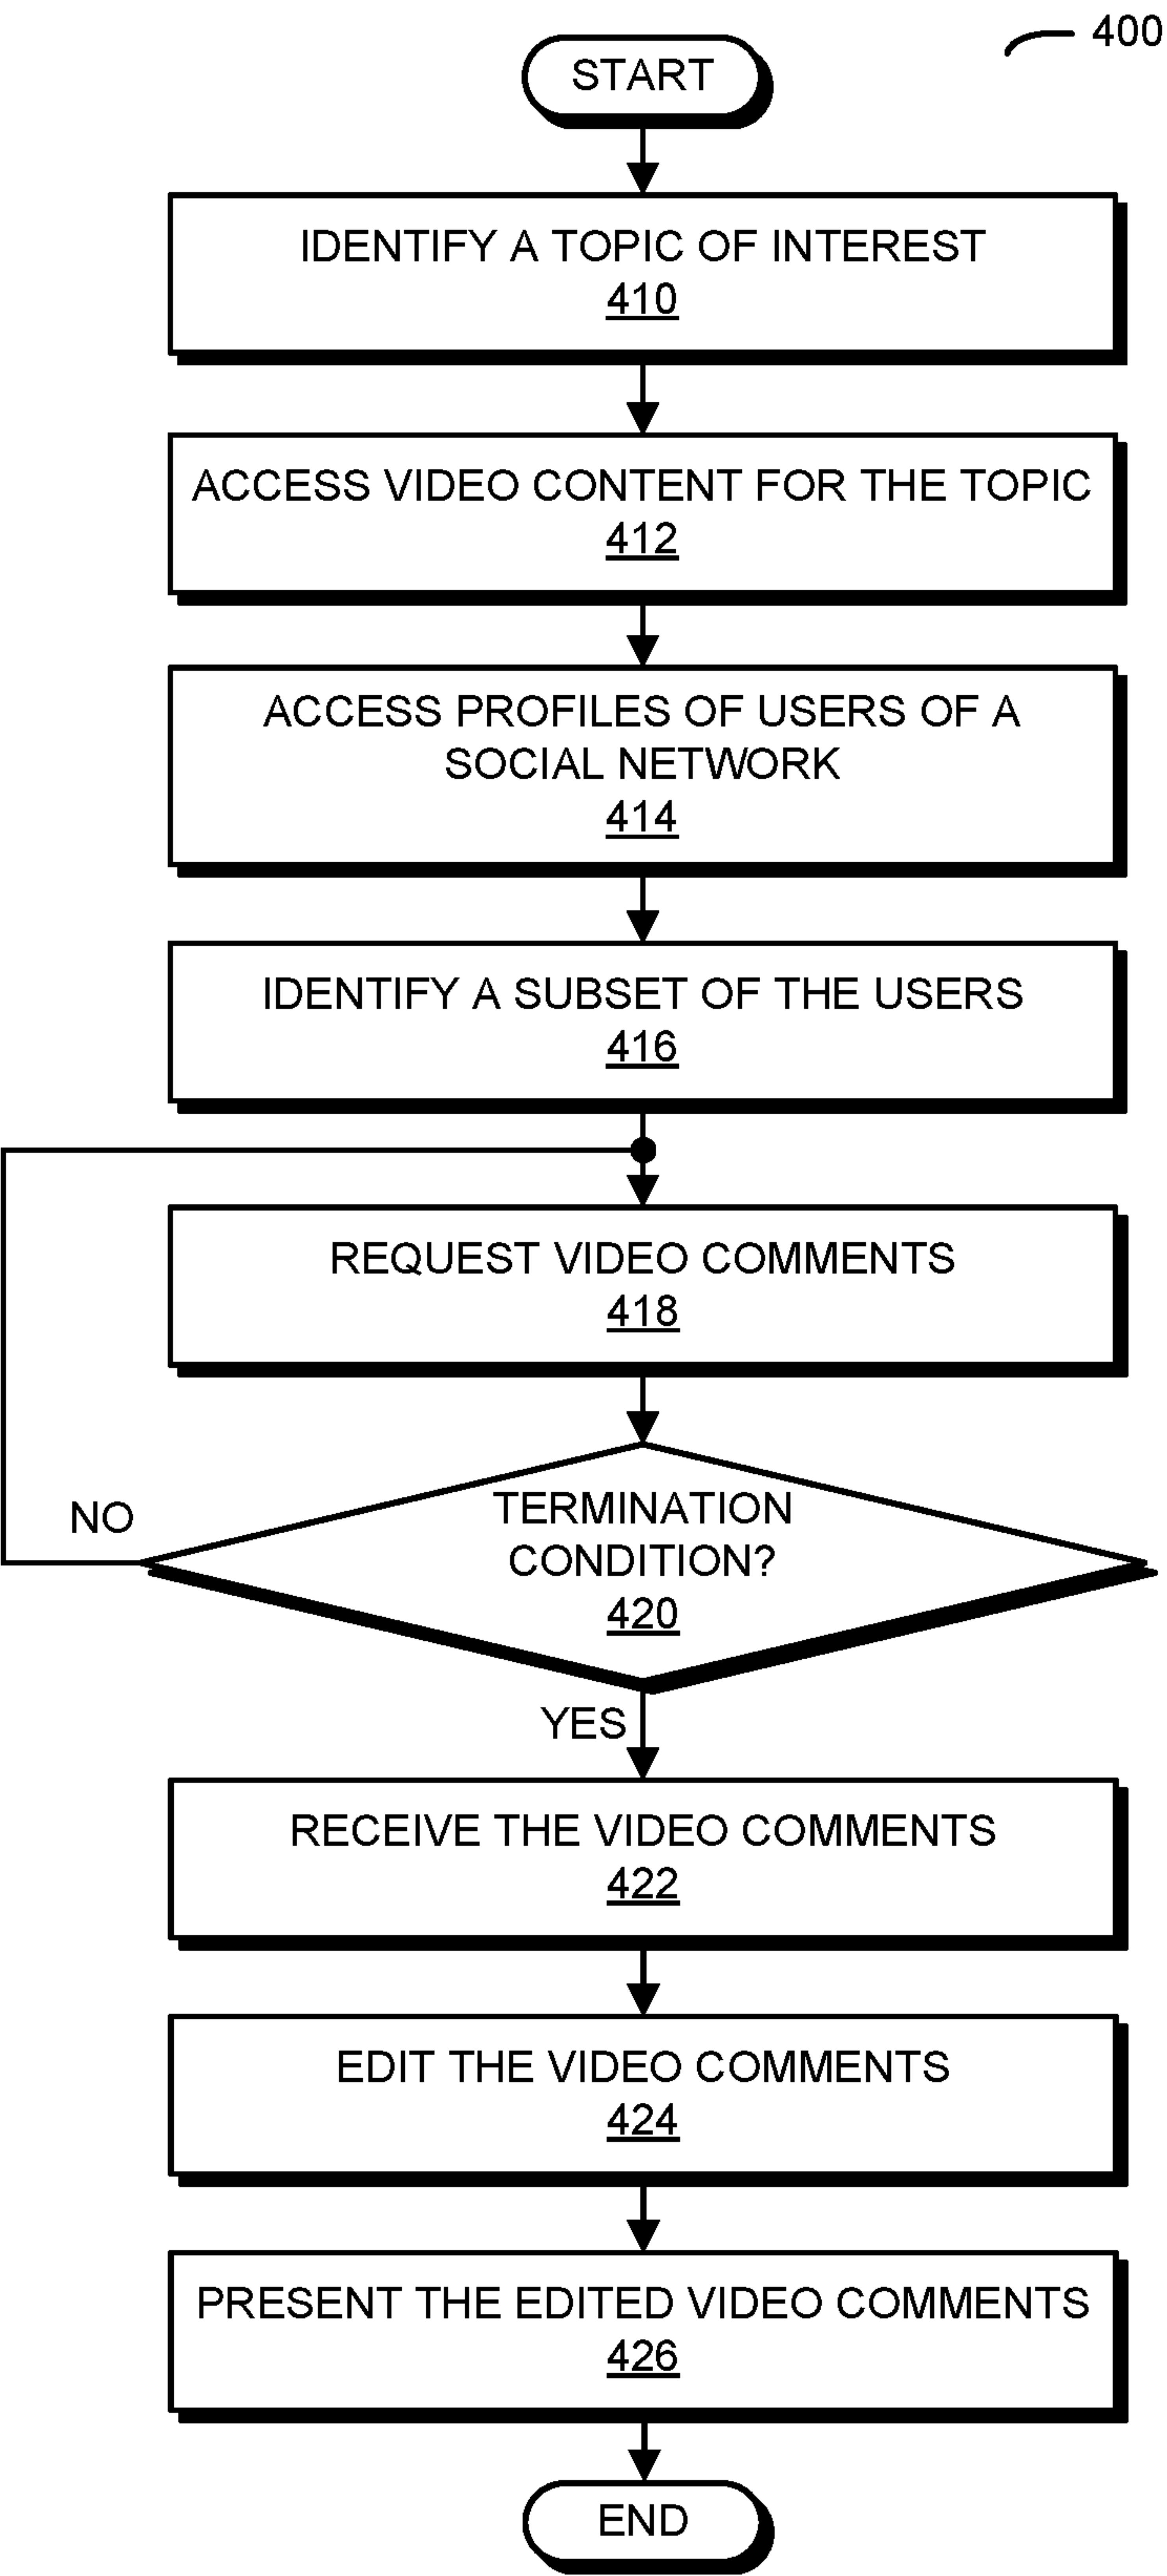 400
START
IDENTIFY A TOPIC OF INTEREST
410
ACCESS VIDEO CONTENT FOR THE TOPIC
412
ACCESS PROFILES OF USERS OF A
SOCIAL NETWORK
414
IDENTIFY A SUBSET OF THE USERS
416
REQUEST VIDEO COMMENTS
418
TERMINATION
CONDITION?
420
NO
YES
RECEIVE THE VIDEO COMMENTS
422
EDIT THE VIDEO COMMENTS
424
PRESENT THE EDITED VIDEO COMMENTS
426
END